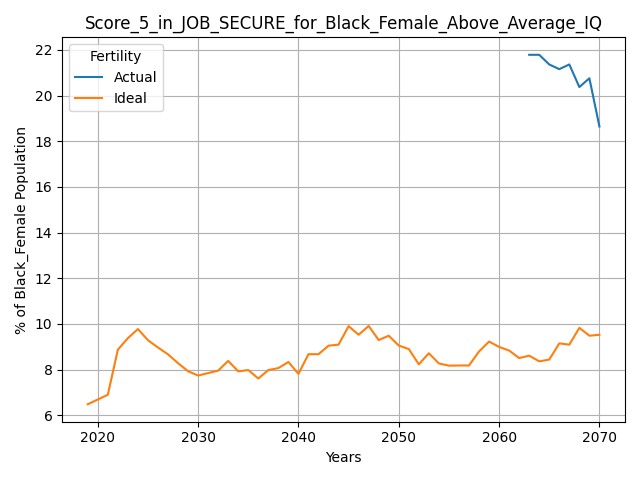 Score_5_in_JOB_SECURE_for_Black_Female_Above_Average_IQ
Fertility
Actual
Ideal
% of Black_Female Population
22
20
18
16
14
12
10
8
6
2020 2030 2040 2050 2060 2070
Years